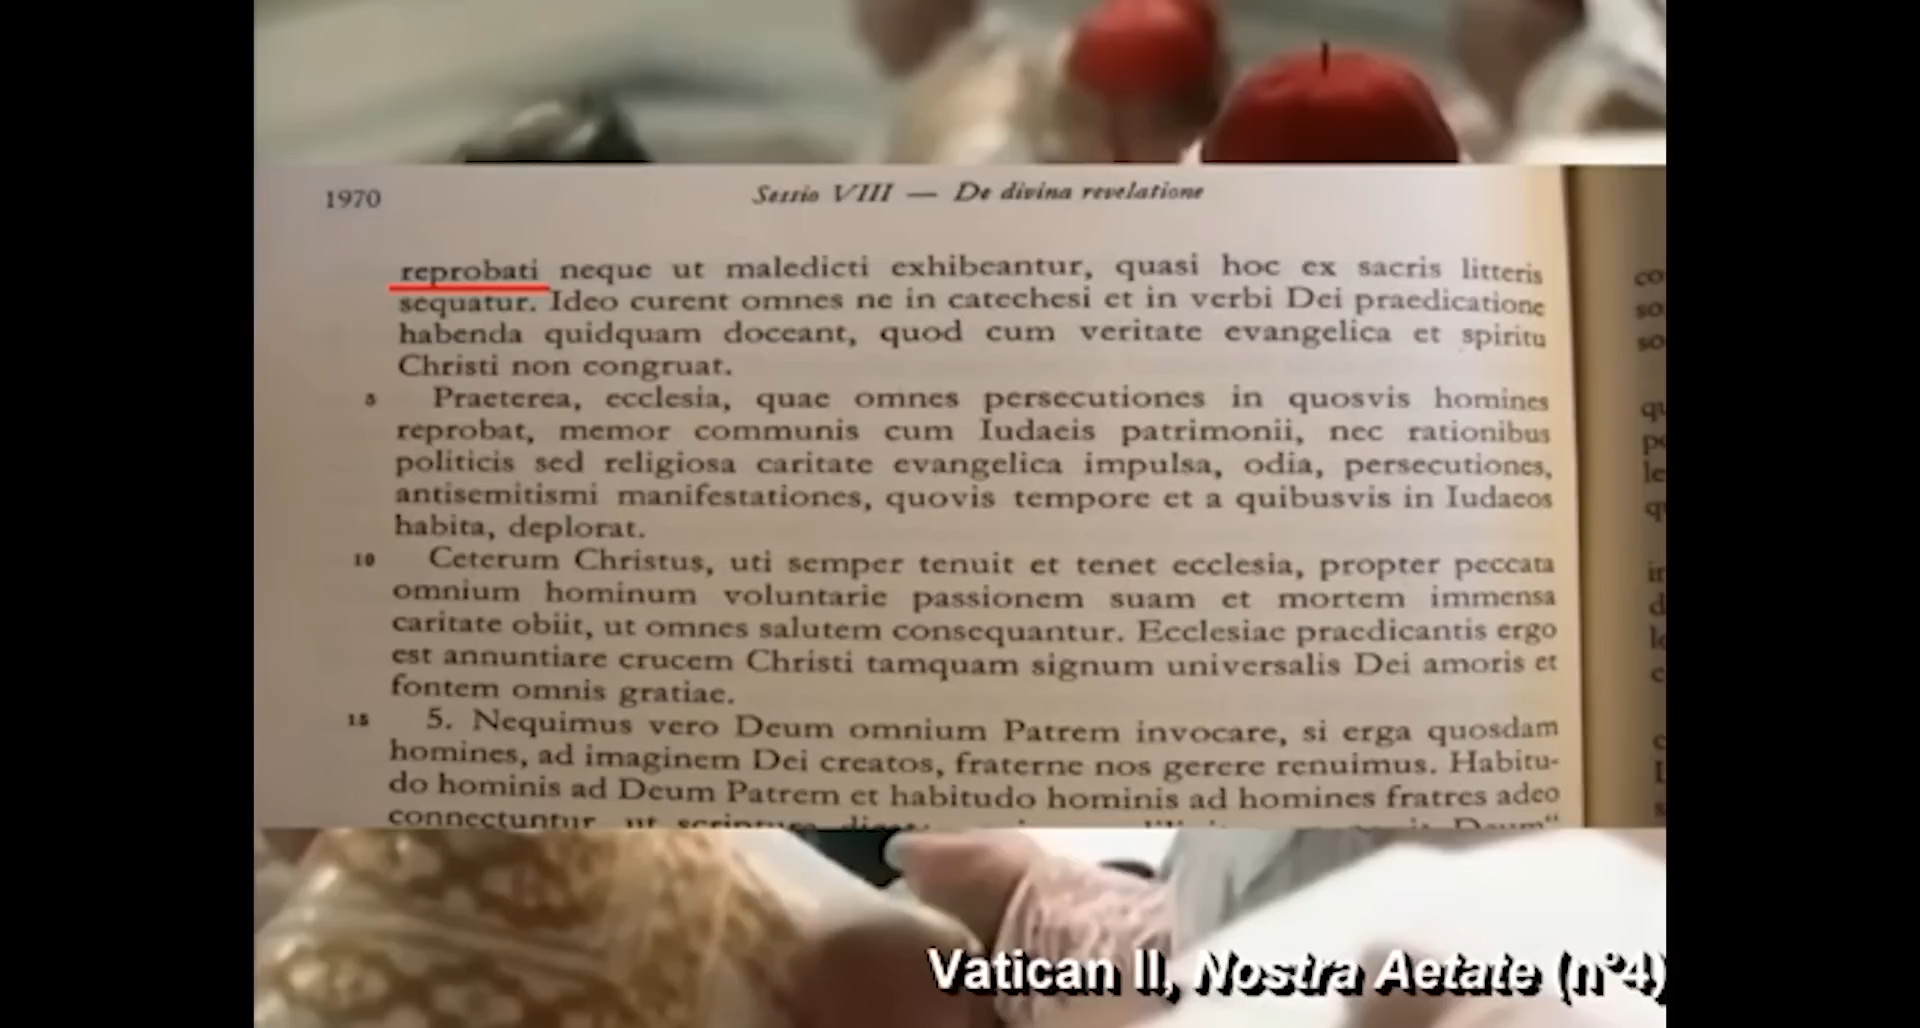 1970
Sessio VIII — De divina revelatione
reprobati neque ut maledicti exhibeantur, quasi hoc ex sacris litteris
sequatur. Ideo curent omnes ne in catechesi et in verbi Dei praedicatione
habenda quidquam doceant, quod cum veritate evangelica et spiritu
Christi non congruat.
5 Praeterea, ecclesia, quae omnes persecutiones in quosvis homines
reprobat, memor communis cum Iudaeis patrimonii, nec rationibus
politicis sed religiosa caritate evangelica impulsa, odia, persecutiones,
antisemitismi manifestationes, quovis tempore et a quibusvis in Iudaeos
habita, deplorat.
10 Ceterum Christus, uti semper tenuit et tenet ecclesia, propter peccata
omnium hominum voluntarie passionem suam et mortem immensa
caritate obiit, ut omnes salutem consequantur. Ecclesiae praedicantis ergo
est annuntiare crucem Christi tamquam signum universalis Dei amoris et
fontem omnis gratiae.
15 5. Nequimus vero Deum omnium Patrem invocare, si erga quosdam
homines, ad imaginem Dei creatos, fraterne nos gerere renuimus. Habitu-
do hominis ad Deum Patrem et habitudo hominis ad homines fratres adeo
connectuntur, ut scriptura Deum"
Vatican II, Nostra Aetate (n°4)